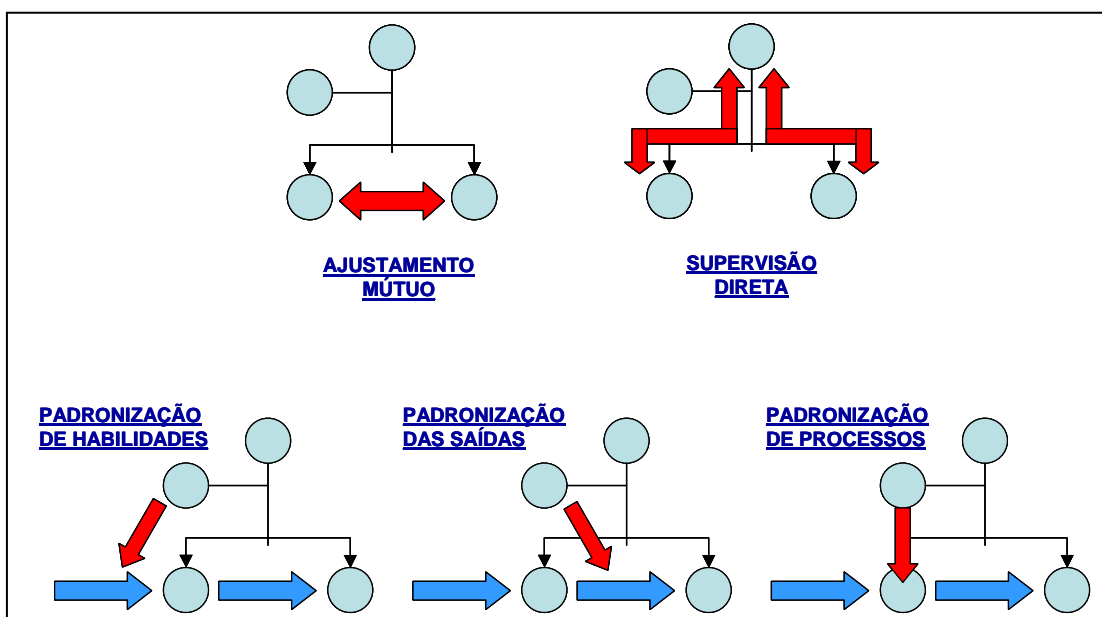 AJUSTAMENTO
MÚTUO
SUPERVISÃO
DIRETA
PADRONIZAÇÃO
DE HABILIDADES
PADRONIZAÇÃO
DAS SAÍDAS
PADRONIZAÇÃO
DE PROCESSOS